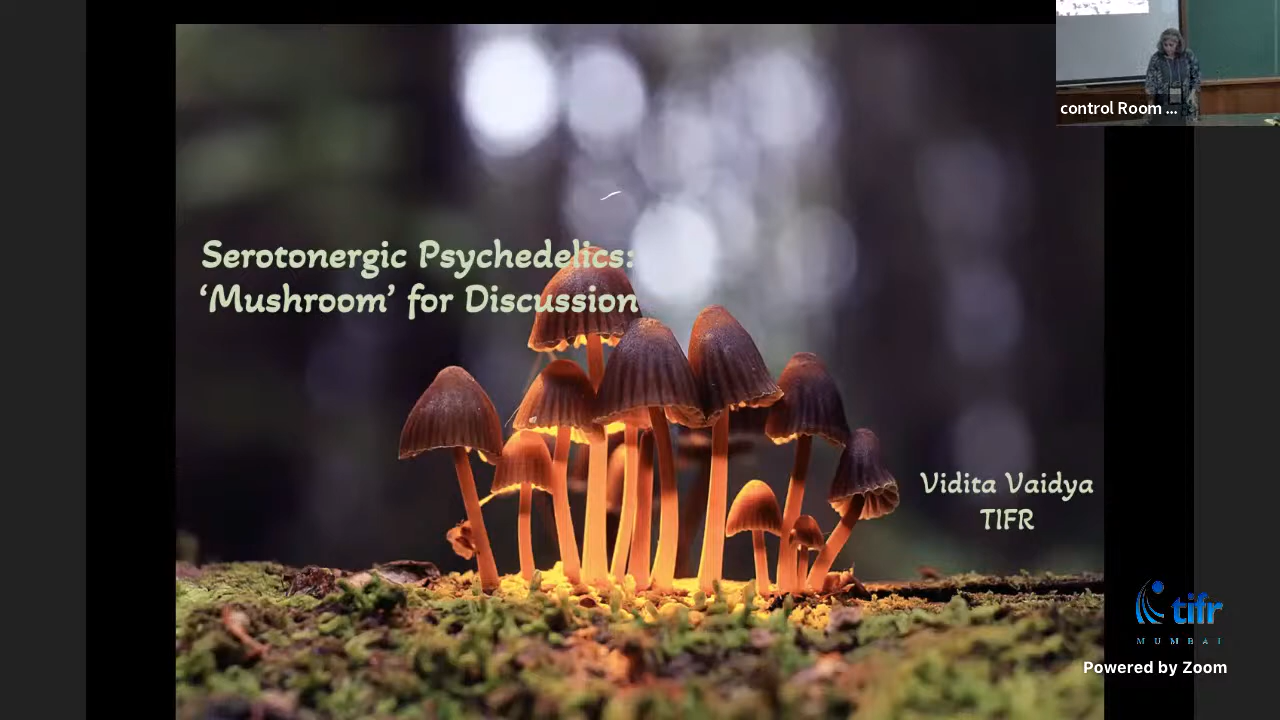 control Room ...
Serotonergic Psychedelics:
‘Mushroom’ for Discussion
Vidita Vaidya
TIFR
tifr
MUMBAI
Powered by Zoom